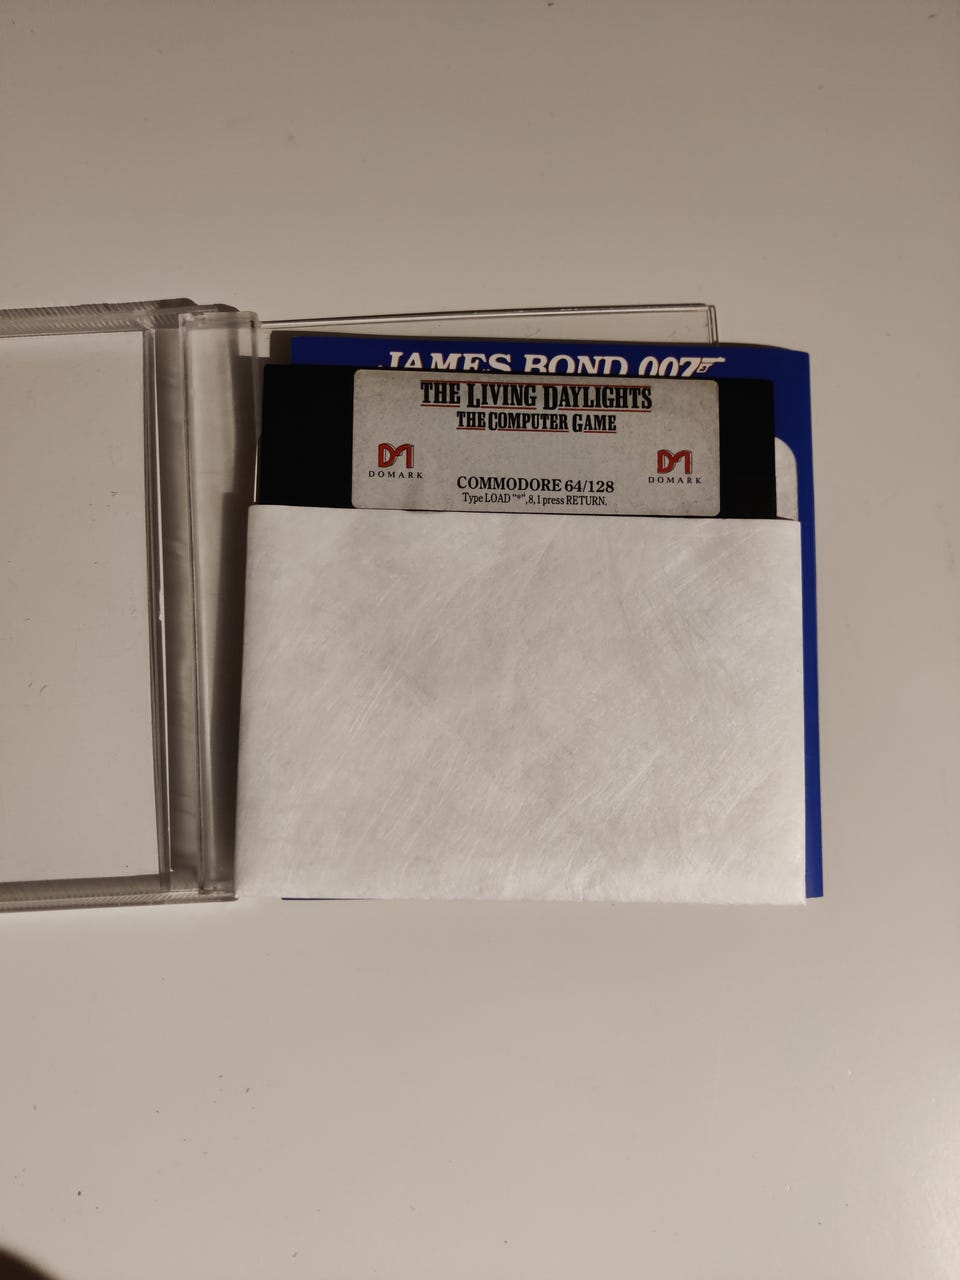 JAMES BOND 007
THE LIVING DAYLIGHTS
THE COMPUTER GAME
DOMARK
DOMARK
COMMODORE 64/128
Type LOAD "*",8,1 press RETURN.